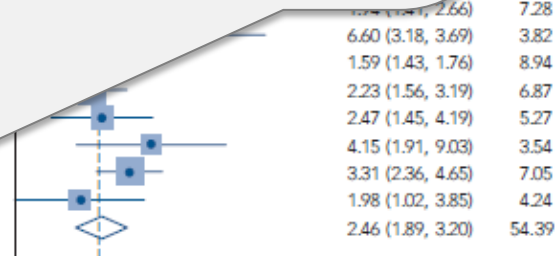 2.66) 7.28
6.60 (3.18, 3.69) 3.82
1.59 (1.43, 1.76) 8.94
2.23 (1.56, 3.19) 6.87
2.47 (1.45, 4.19) 5.27
4.15 (1.91, 9.03) 3.54
3.31 (2.36, 4.65) 7.05
1.98 (1.02, 3.85) 4.24
2.46 (1.89, 3.20) 54.39